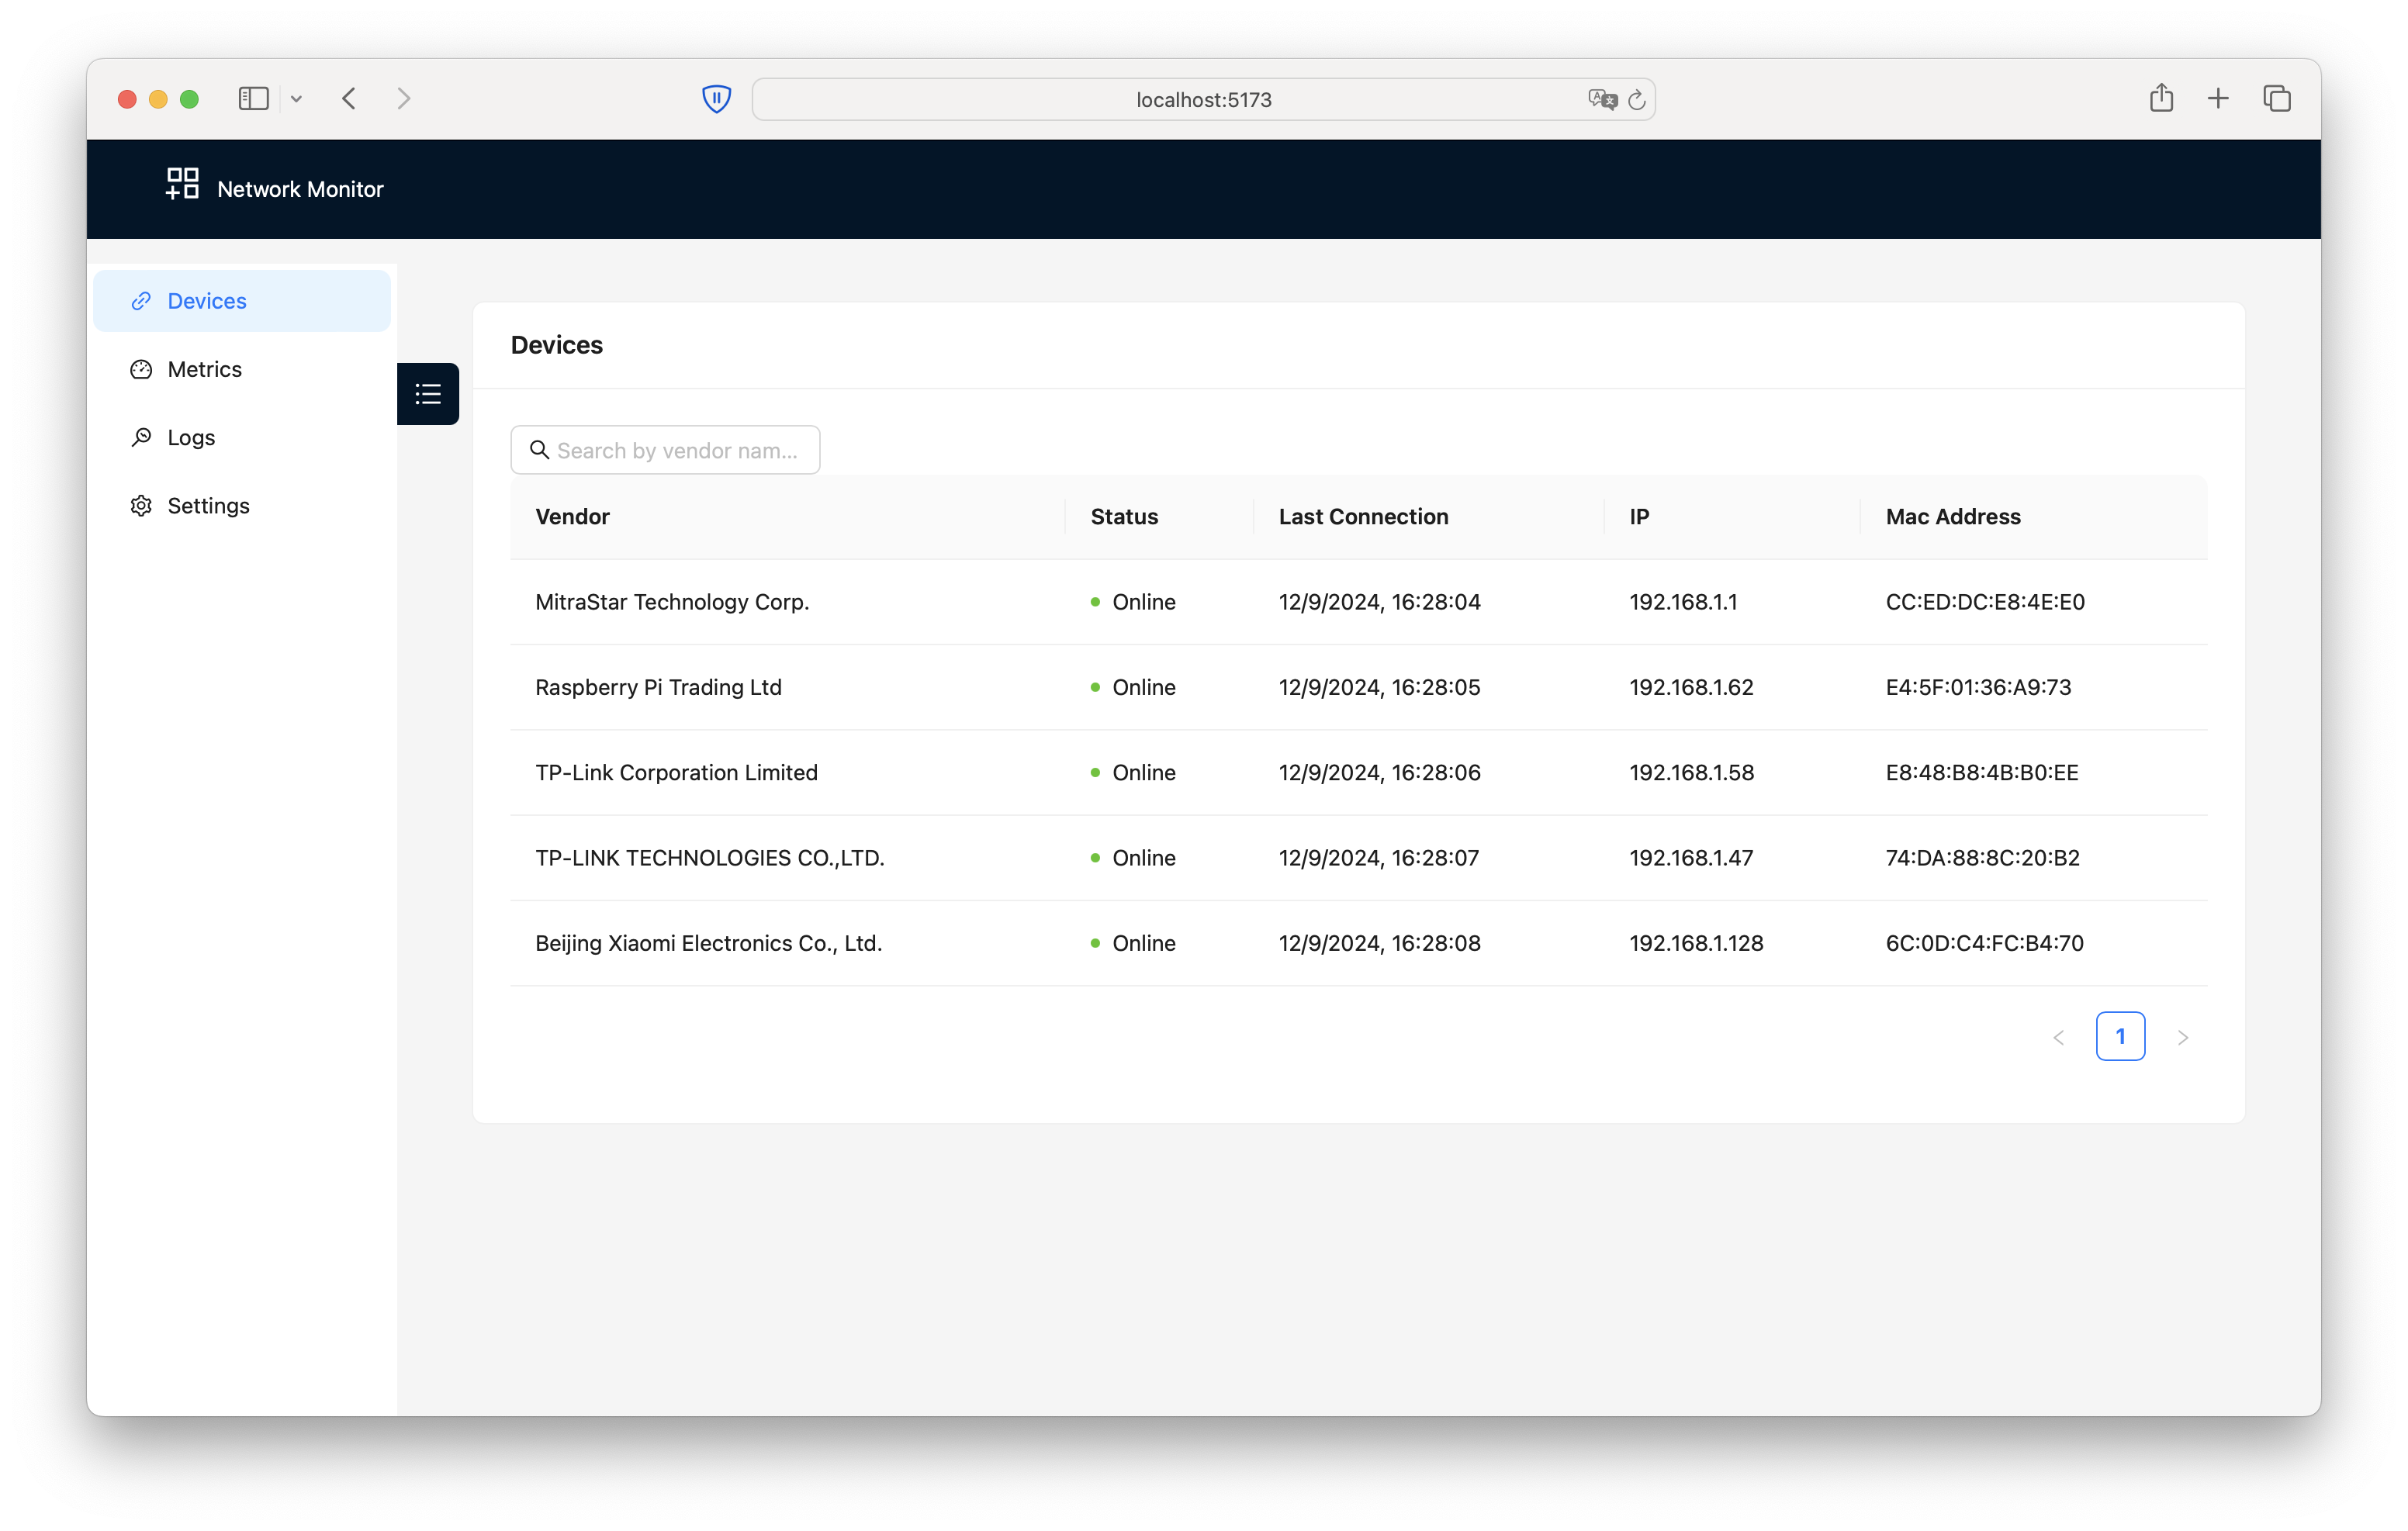 localhost:5173
Network Monitor
Devices
Metrics
Logs
Settings
Devices
Search by vendor nam...
Vendor Status Last Connection IP Mac Address
MitraStar Technology Corp. Online 12/9/2024, 16:28:04 192.168.1.1 CC:ED:DC:E8:4E:E0
Raspberry Pi Trading Ltd Online 12/9/2024, 16:28:05 192.168.1.62 E4:5F:01:36:A9:73
TP-Link Corporation Limited Online 12/9/2024, 16:28:06 192.168.1.58 E8:48:B8:4B:B0:EE
TP-LINK TECHNOLOGIES CO.,LTD. Online 12/9/2024, 16:28:07 192.168.1.47 74:DA:88:8C:20:B2
Beijing Xiaomi Electronics Co., Ltd. Online 12/9/2024, 16:28:08 192.168.1.128 6C:0D:C4:FC:B4:70
1